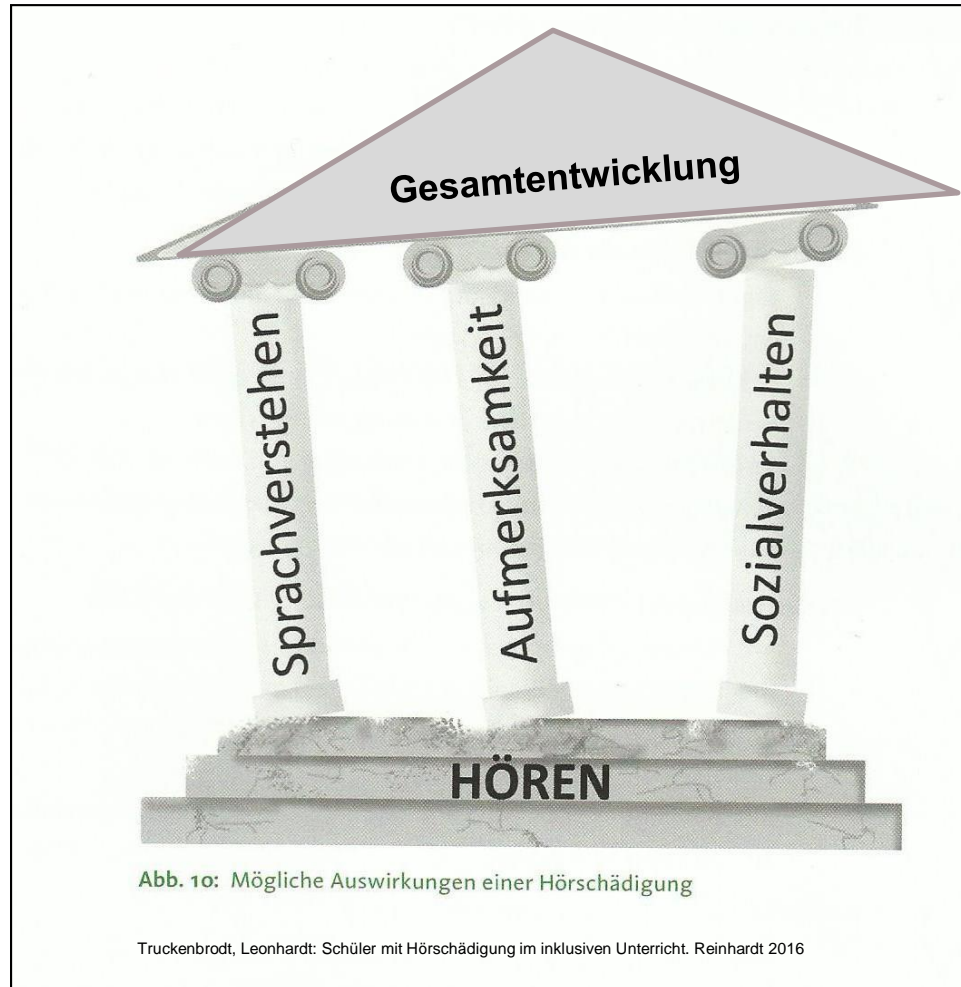 Gesamtentwicklung
Sprachverstehen
Aufmerksamkeit
Sozialverhalten
HÖREN
Abb. 10: Mögliche Auswirkungen einer Hörschädigung
Truckenbrodt, Leonhardt: Schüler mit Hörschädigung im inklusiven Unterricht. Reinhardt 2016